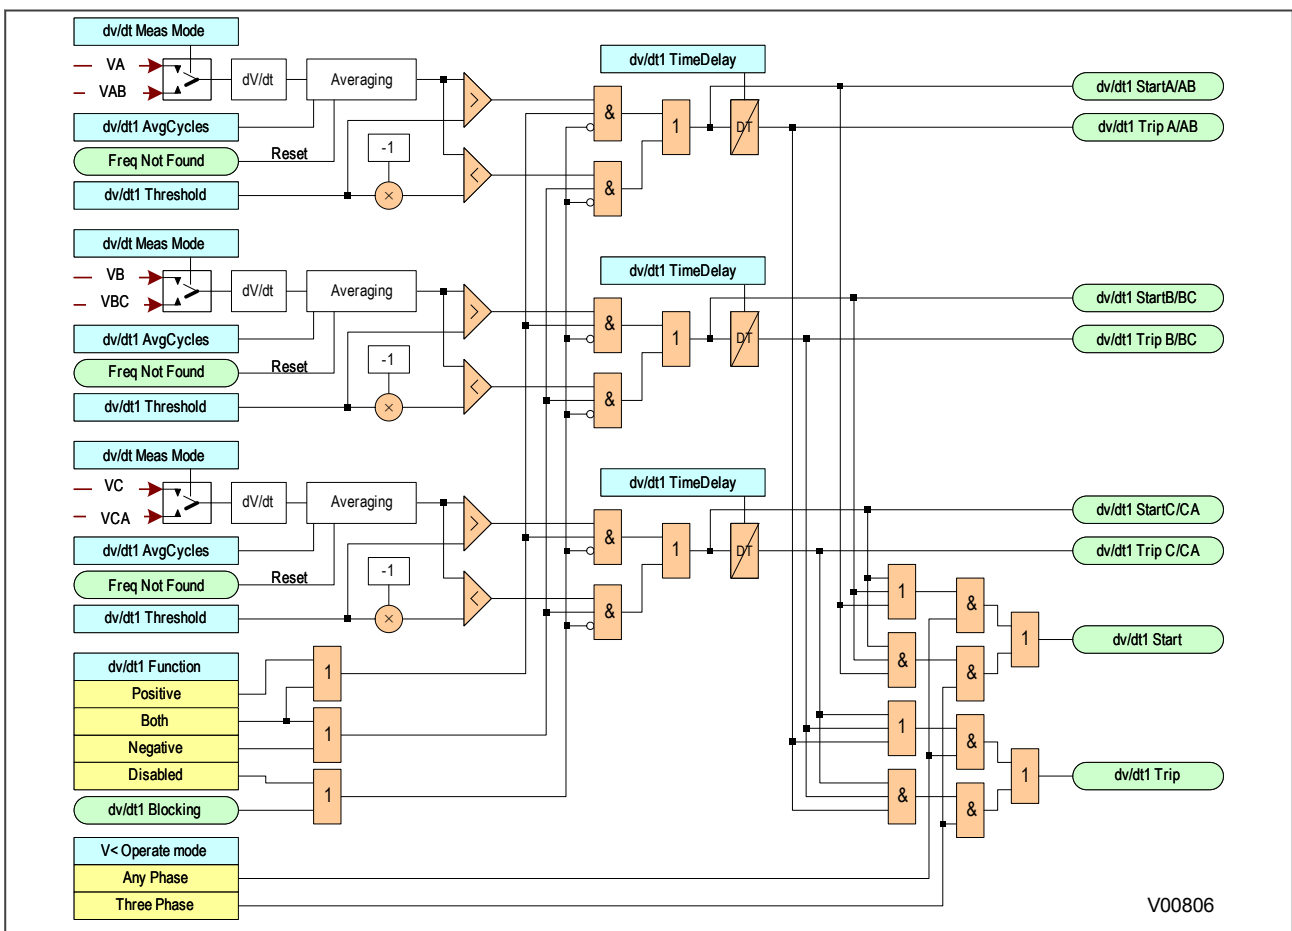 dv/dt Meas Mode
VA
VAB
dV/dt
Averaging
dv/dt1 AvgCycles
Freq Not Found
Reset
dv/dt1 Threshold
-1
×
>
<
&
&
1
dv/dt1 TimeDelay
DT
dv/dt1 StartA/AB
dv/dt1 Trip A/AB
dv/dt Meas Mode
VB
VBC
dV/dt
Averaging
dv/dt1 AvgCycles
Freq Not Found
Reset
dv/dt1 Threshold
-1
×
>
<
&
&
1
dv/dt1 TimeDelay
DT
dv/dt1 StartB/BC
dv/dt1 Trip B/BC
dv/dt Meas Mode
VC
VCA
dV/dt
Averaging
dv/dt1 AvgCycles
Freq Not Found
Reset
dv/dt1 Threshold
-1
×
>
<
&
&
1
dv/dt1 TimeDelay
DT
dv/dt1 StartC/CA
dv/dt1 Trip C/CA
1
&
&
&
1
dv/dt1 Start
1
&
&
&
1
dv/dt1 Trip
dv/dt1 Function
Positive
Both
Negative
Disabled
dv/dt1 Blocking
1
1
1
V< Operate mode
Any Phase
Three Phase
V00806